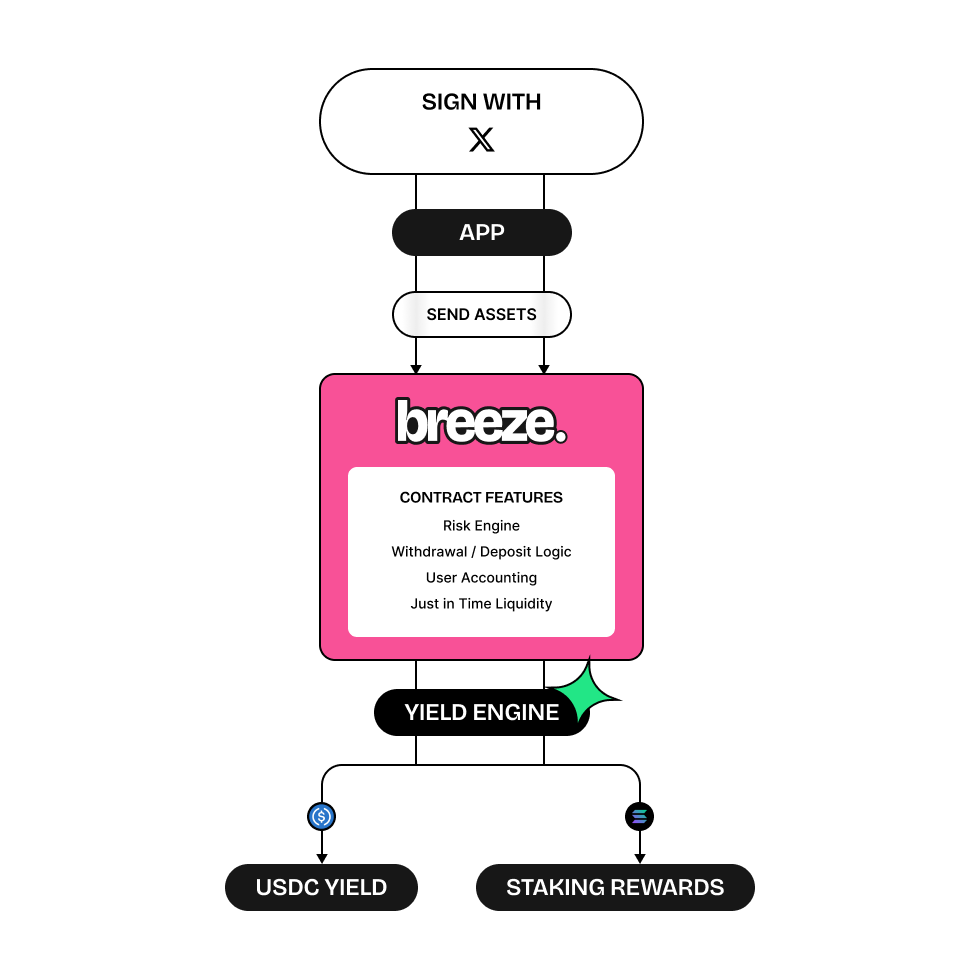 SIGN WITH
X
APP
SEND ASSETS
breeze.
CONTRACT FEATURES
Risk Engine
Withdrawal / Deposit Logic
User Accounting
Just in Time Liquidity
YIELD ENGINE
USDC YIELD
STAKING REWARDS